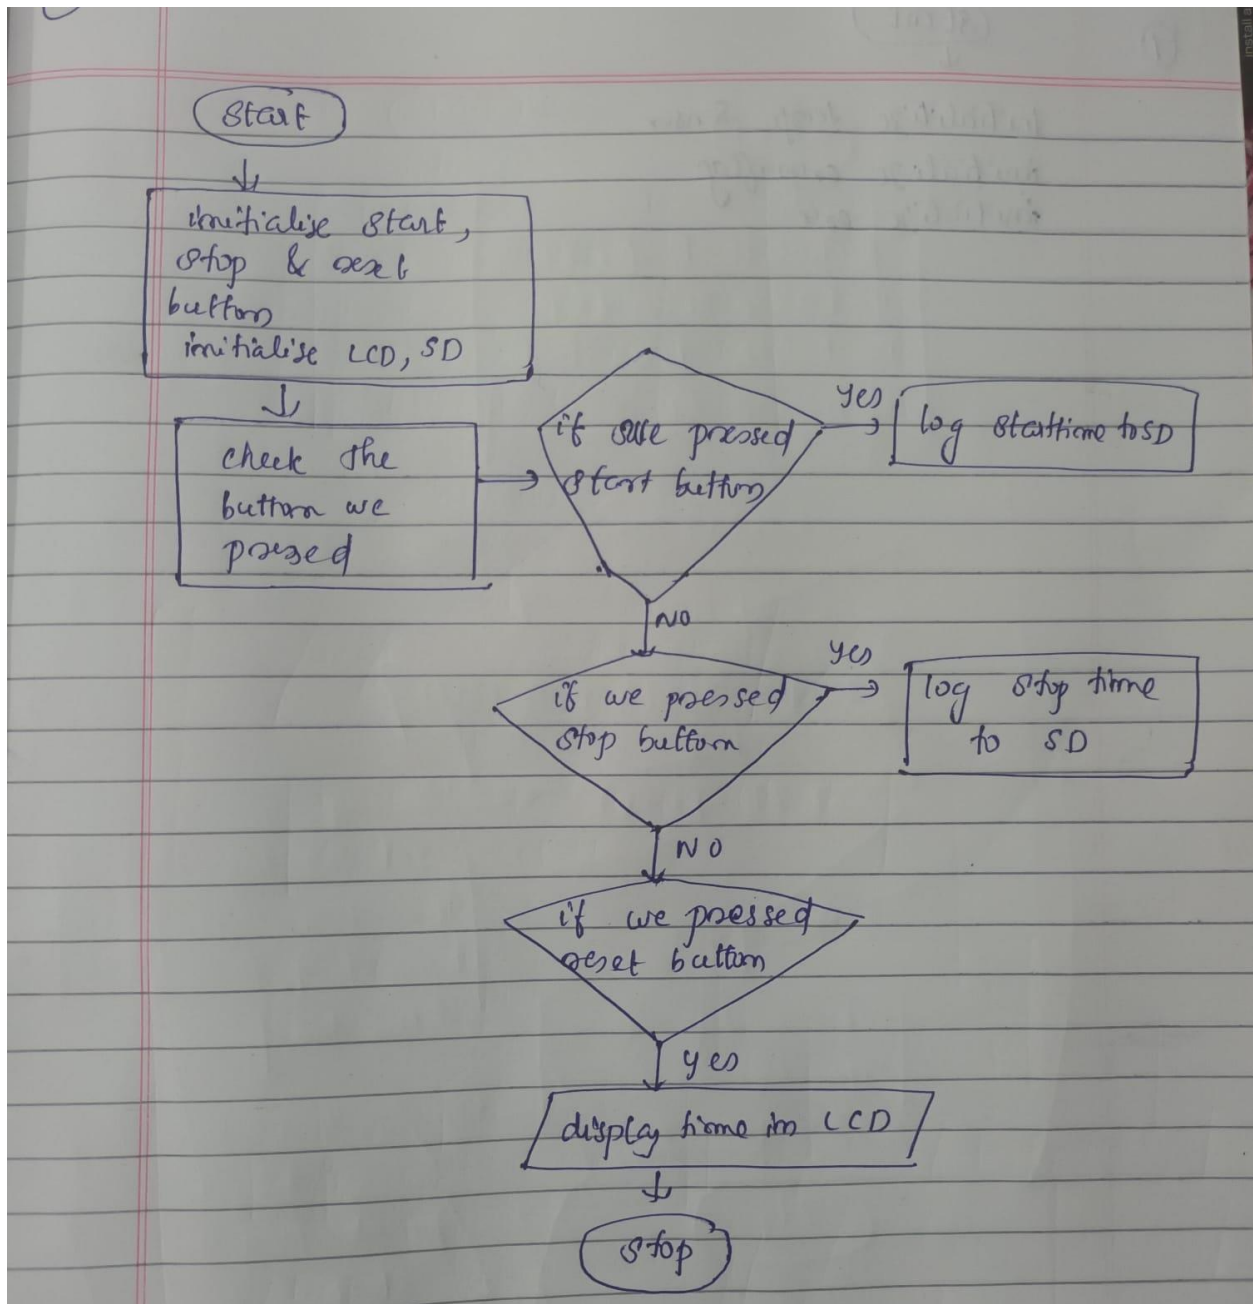 Start
initialise start,
stop & reset
button
initialise LCD, SD
check the
button we
pressed
if we pressed
start button
Yes
log starttime to SD
NO
if we pressed
stop button
Yes
log stop time
to SD
NO
if we pressed
reset button
Yes
display time in LCD
Stop